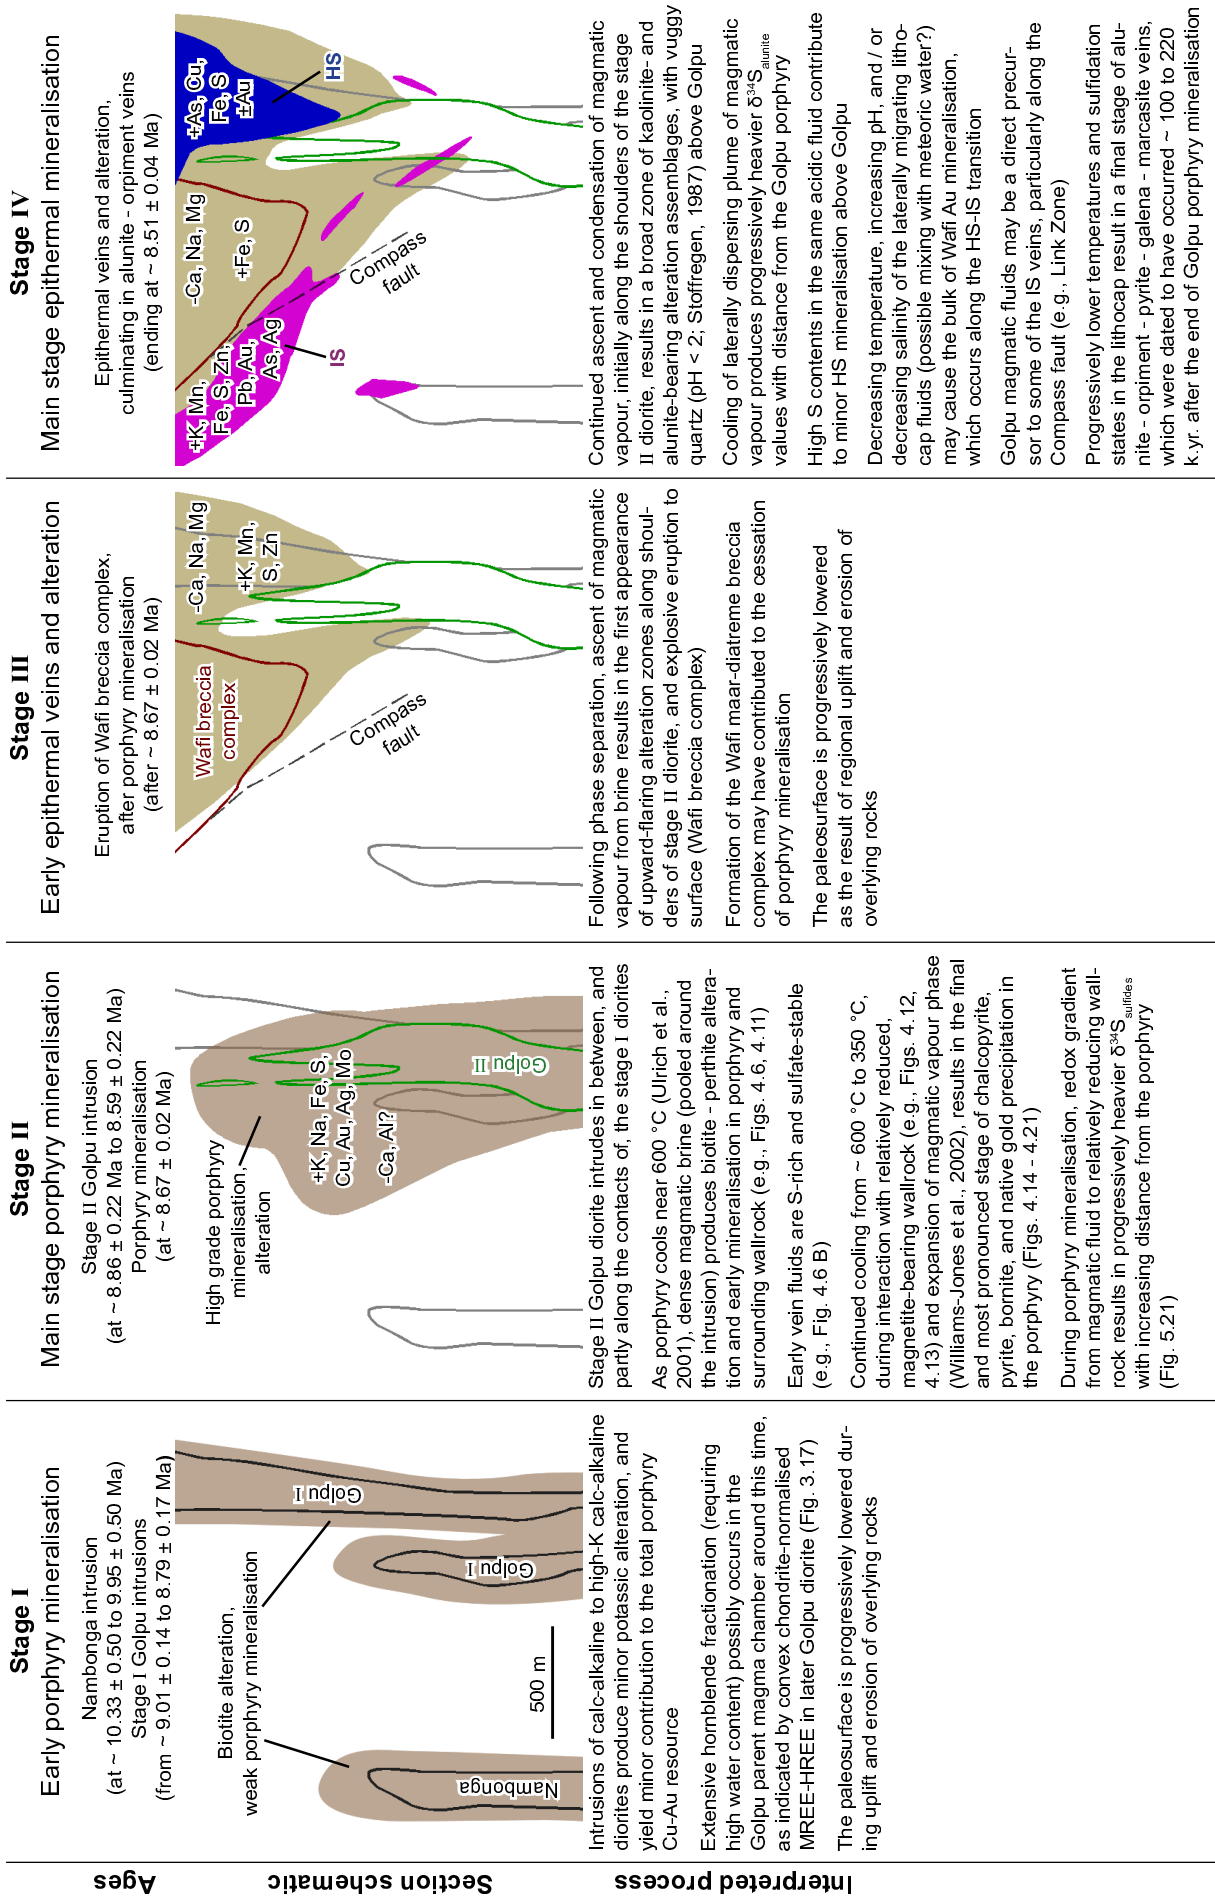 Stage I
Early porphyry mineralisation
Nambonga intrusion
(at ~ 10.33 ± 0.50 to 9.95 ± 0.50 Ma)
Stage I Golpu intrusions
(from ~ 9.01 ± 0.14 to 8.79 ± 0.17 Ma)
Biotite alteration,
weak porphyry mineralisation
Nambonga
500 m
Golpu I
Golpu I
Intrusions of calc-alkaline to high-K calc-alkaline
diorites produce minor potassic alteration, and
yield minor contribution to the total porphyry
Cu-Au resource
Extensive hornblende fractionation (requiring
high water content) possibly occurs in the
Golpu parent magma chamber around this time,
as indicated by convex chondrite-normalised
MREE-HREE in later Golpu diorite (Fig. 3.17)
The paleosurface is progressively lowered dur-
ing uplift and erosion of overlying rocks
Stage II
Main stage porphyry mineralisation
Stage II Golpu intrusion
(at ~ 8.86 ± 0.22 Ma to 8.59 ± 0.22 Ma)
Porphyry mineralisation
(at ~ 8.67 ± 0.02 Ma)
High grade porphyry
mineralisation,
alteration
+K, Na, Fe, S,
Cu, Au, Ag, Mo
-Ca, Al?
Golpu II
Stage II Golpu diorite intrudes in between, and
partly along the contacts of, the stage I diorites
As porphyry cools near 600 °C (Ulrich et al.,
2001), dense magmatic brine (pooled around
the intrusion) produces biotite - perthite altera-
tion and early mineralisation in porphyry and
surrounding wallrock (e.g., Figs. 4.6, 4.11)
Early vein fluids are S-rich and sulfate-stable
(e.g., Fig. 4.6 B)
Continued cooling from ~ 600 °C to 350 °C,
during interaction with relatively reduced,
magnetite-bearing wallrock (e.g., Figs. 4.12,
4.13) and expansion of magmatic vapour phase
(Williams-Jones et al., 2002), results in the final
and most pronounced stage of chalcopyrite,
pyrite, bornite, and native gold precipitation in
the porphyry (Figs. 4.14 - 4.21)
During porphyry mineralisation, redox gradient
from magmatic fluid to relatively reducing wall-
rock results in progressively heavier δ³⁴S sulfides
with increasing distance from the porphyry
(Fig. 5.21)
Stage III
Early epithermal veins and alteration
Eruption of Wafi breccia complex,
after porphyry mineralisation
(after ~ 8.67 ± 0.02 Ma)
Wafi breccia
complex
-Ca, Na, Mg
+K, Mn,
S, Zn
Compass
fault
Following phase separation, ascent of magmatic
vapour from brine results in the first appearance
of upward-flaring alteration zones along shoul-
ders of stage II diorite, and explosive eruption to
surface (Wafi breccia complex)
Formation of the Wafi maar-diatreme breccia
complex may have contributed to the cessation
of porphyry mineralisation
The paleosurface is progressively lowered
as the result of regional uplift and erosion of
overlying rocks
Stage IV
Main stage epithermal mineralisation
Epithermal veins and alteration,
culminating in alunite - orpiment veins
(ending at ~ 8.51 ± 0.04 Ma)
+K, Mn,
Fe, S, Zn,
Pb, Au,
As, Ag
IS
-Ca, Na, Mg
+Fe, S
+As, Cu,
Fe, S
±Au
HS
Compass
fault
Continued ascent and condensation of magmatic
vapour, initially along the shoulders of the stage
II diorite, results in a broad zone of kaolinite- and
alunite-bearing alteration assemblages, with vuggy
quartz (pH < 2; Stoffregen, 1987) above Golpu
Cooling of laterally dispersing plume of magmatic
vapour produces progressively heavier δ³⁴S alunite
values with distance from the Golpu porphyry
High S contents in the same acidic fluid contribute
to minor HS mineralisation above Golpu
Decreasing temperature, increasing pH, and / or
decreasing salinity of the laterally migrating litho-
cap fluids (possible mixing with meteoric water?)
may cause the bulk of Wafi Au mineralisation,
which occurs along the HS-IS transition
Golpu magmatic fluids may be a direct precur-
sor to some of the IS veins, particularly along the
Compass fault (e.g., Link Zone)
Progressively lower temperatures and sulfidation
states in the lithocap result in a final stage of alu-
nite - orpiment - pyrite - galena - marcasite veins,
which were dated to have occurred ~ 100 to 220
k.yr. after the end of Golpu porphyry mineralisation
Ages
Section schematic
Interpreted process